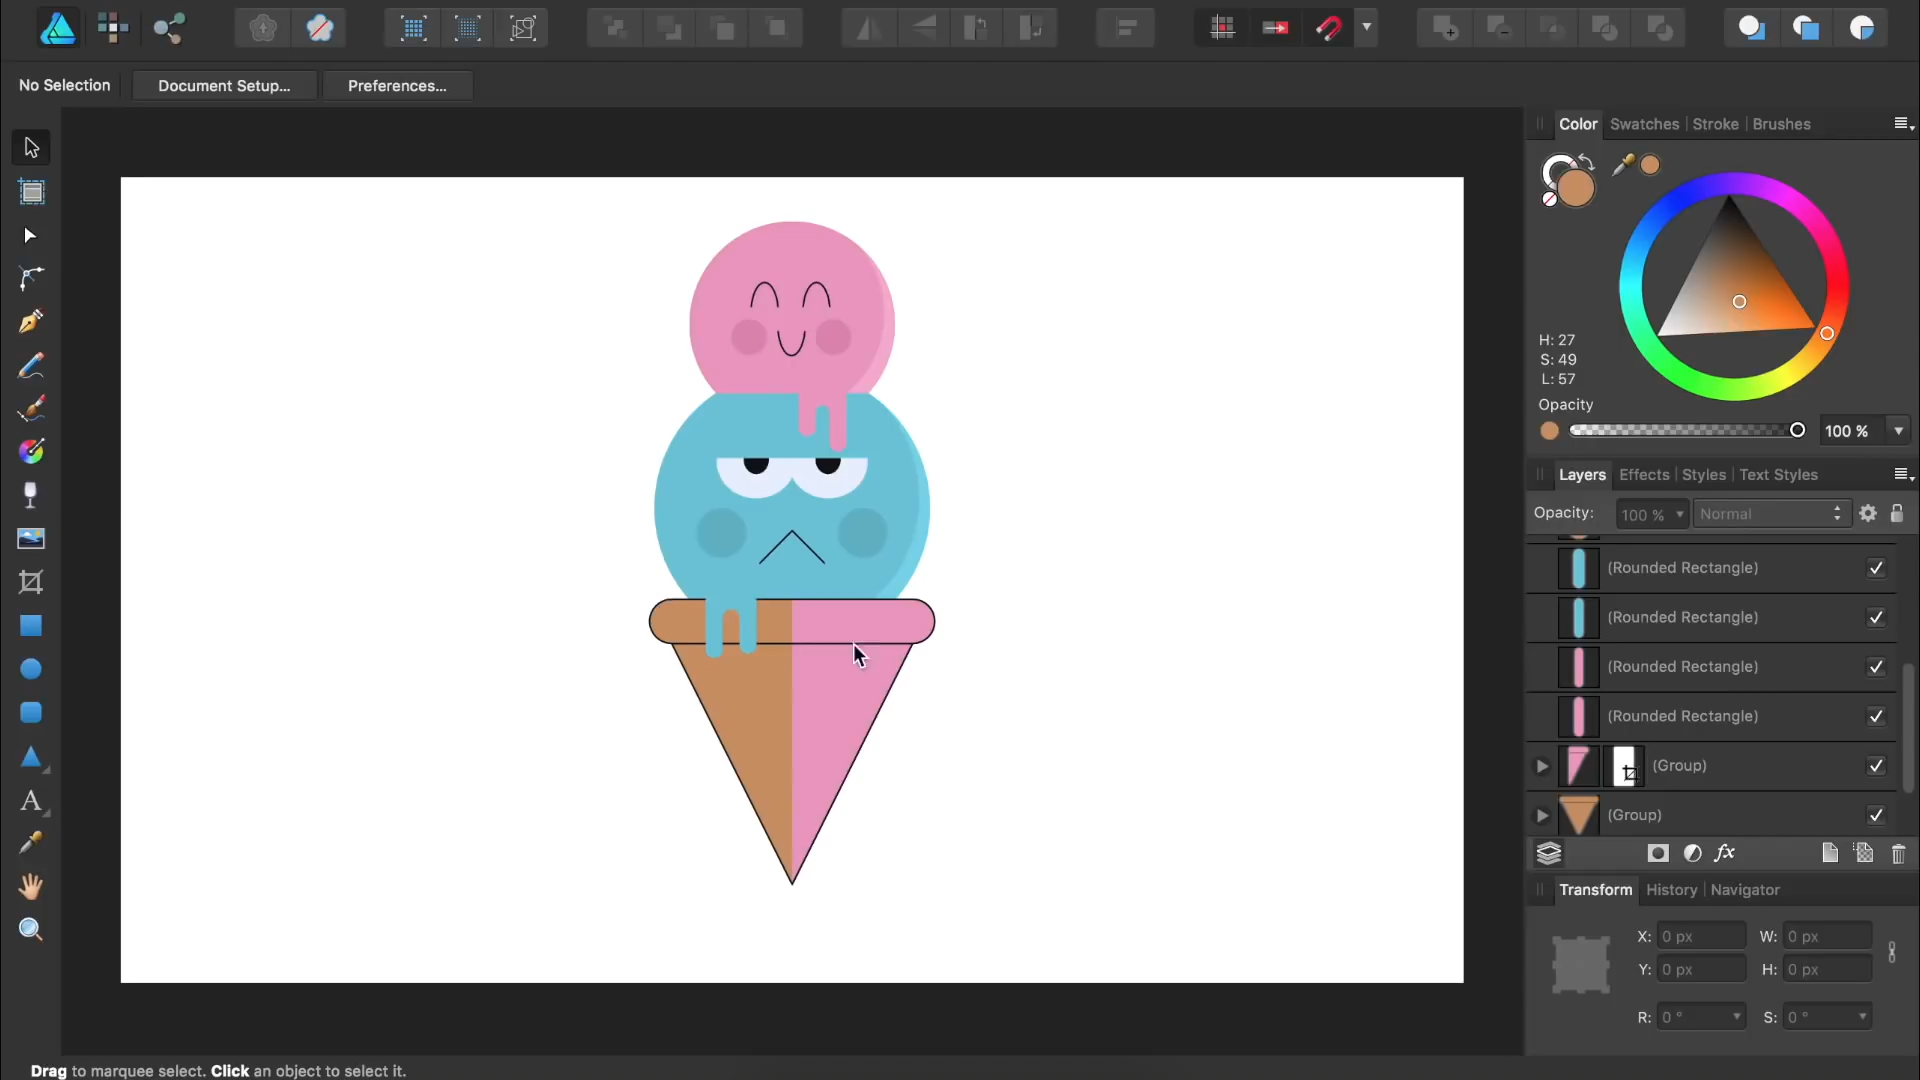 No Selection
Document Setup...
Preferences...
Color
Swatches
Stroke
Brushes
H: 27
S: 49
L: 57
Opacity
100 %
Layers
Effects
Styles
Text Styles
Opacity:
100 %
Normal
(Rounded Rectangle)
(Rounded Rectangle)
(Rounded Rectangle)
(Rounded Rectangle)
(Group)
(Group)
fx
Transform
History
Navigator
X: 0 px
W: 0 px
Y: 0 px
H: 0 px
R: 0 °
S: 0 °
A
Drag to marquee select. Click an object to select it.